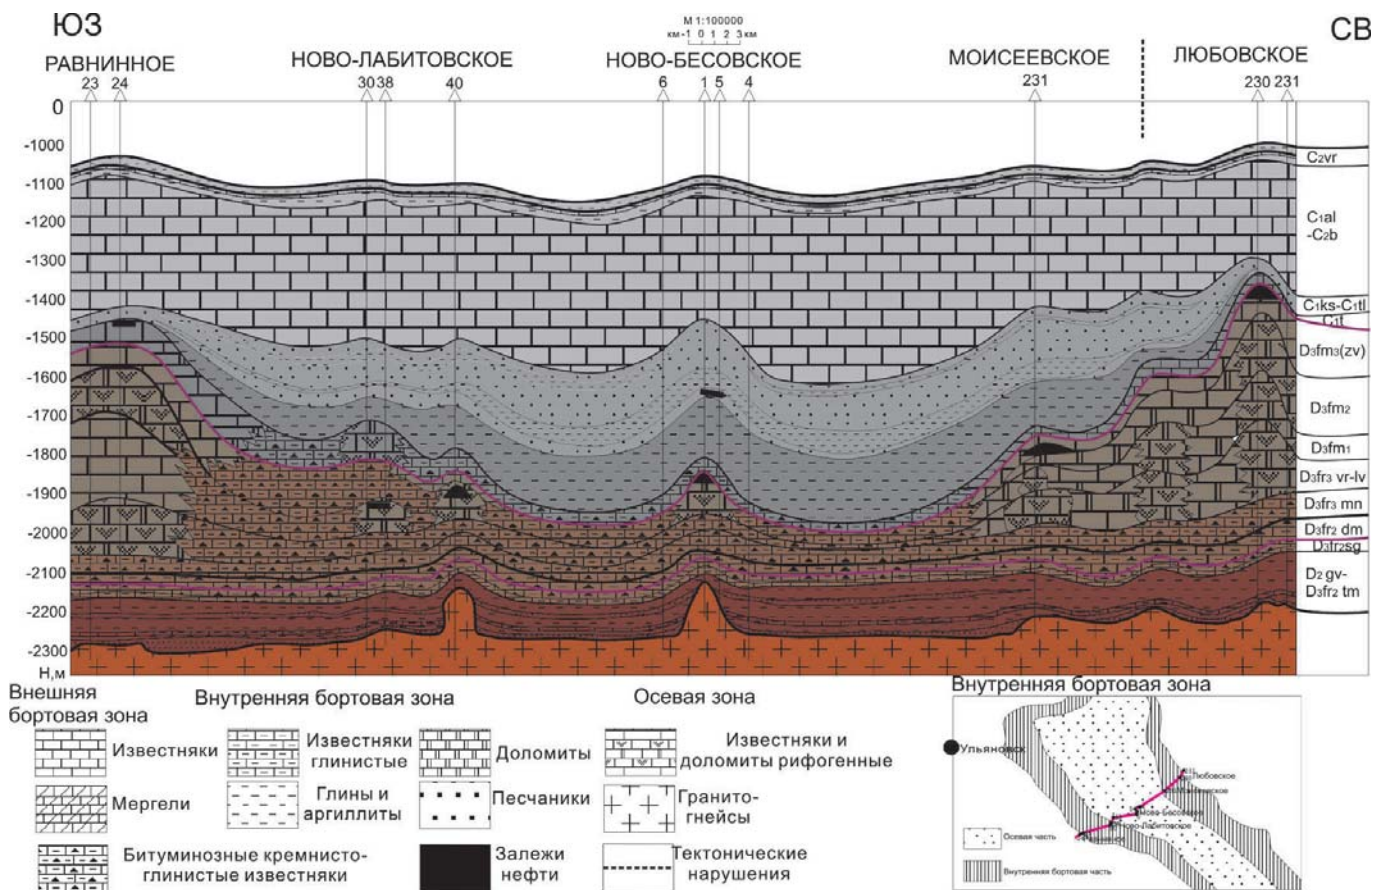 ЮЗ
СВ
М 1:100000
км -1 0 1 2 3 км
РАВНИННОЕ
НОВО-ЛАБИТОВСКОЕ
НОВО-БЕСОВСКОЕ
МОИСЕЕВСКОЕ
ЛЮБОВСКОЕ
23 24 30 38 40 6 1 5 4 231 230 231
0
-1000
-1100
-1200
-1300
-1400
-1500
-1600
-1700
-1800
-1900
-2000
-2100
-2200
-2300
Н,м
C2vr
C1al
-C2b
C1ks-C1tl
C1t
D3fm3(zv)
D3fm2
D3fm1
D3fr3 vr-lv
D3fr3 mn
D3fr2 dm
D3fr2sg
D2 gv-
D3fr2 tm
Внешняя
бортовая зона
Внутренняя бортовая зона
Осевая зона
Внутренняя бортовая зона
Известняки
Известняки
глинистые
Доломиты
Известняки и
доломиты рифогенные
Мергели
Глины и
аргиллиты
Песчаники
Гранито-
гнейсы
Битуминозные кремнисто-
глинистые известняки
Залежи
нефти
Тектонические
нарушения
Ульяновск
Любовское
Моисеевское
Ново-Бесовское
Ново-Лабитовское
Осевая часть
Внутренняя бортовая часть